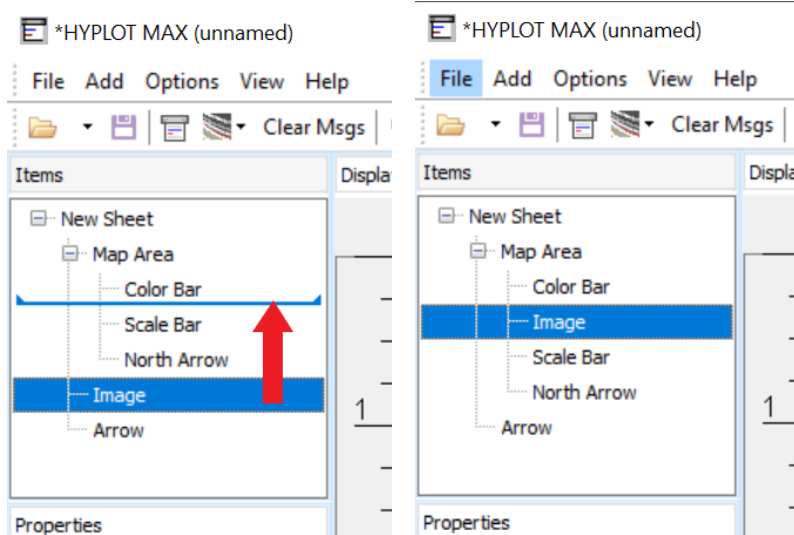 *HYPLOT MAX (unnamed)
File Add Options View Help
Clear Msgs
Items
New Sheet
Map Area
Color Bar
Scale Bar
North Arrow
Image
Arrow
1
Properties
*HYPLOT MAX (unnamed)
File Add Options View Help
Clear Msgs
Items
New Sheet
Map Area
Color Bar
Image
Scale Bar
North Arrow
Arrow
1
Properties